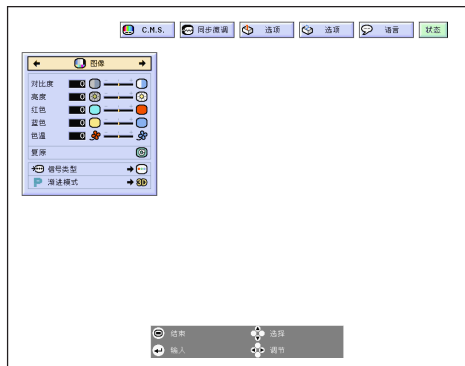 C.M.S. 同步微调 选项 选项 语言 状态
图像
对比度 0
亮度 0
红色 0
蓝色 0
色温 0
复原
信号类型
P 渐进模式 3D
结束 选择
输入 调节